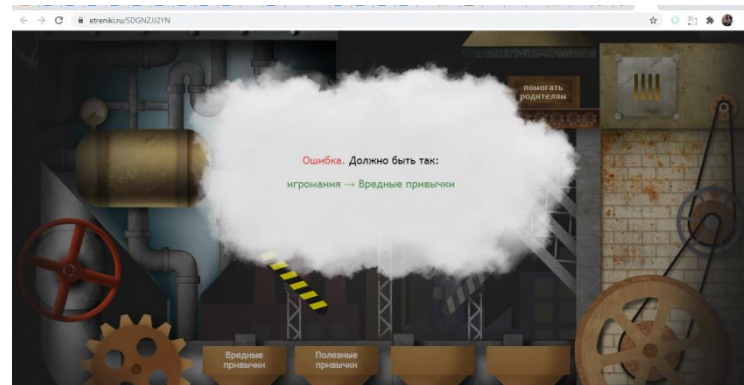 etreniki.ru/SDGNZJJ2YN
помогать
родителям
Ошибка. Должно быть так:
игромания → Вредные привычки
Вредные
привычки
Полезные
привычки